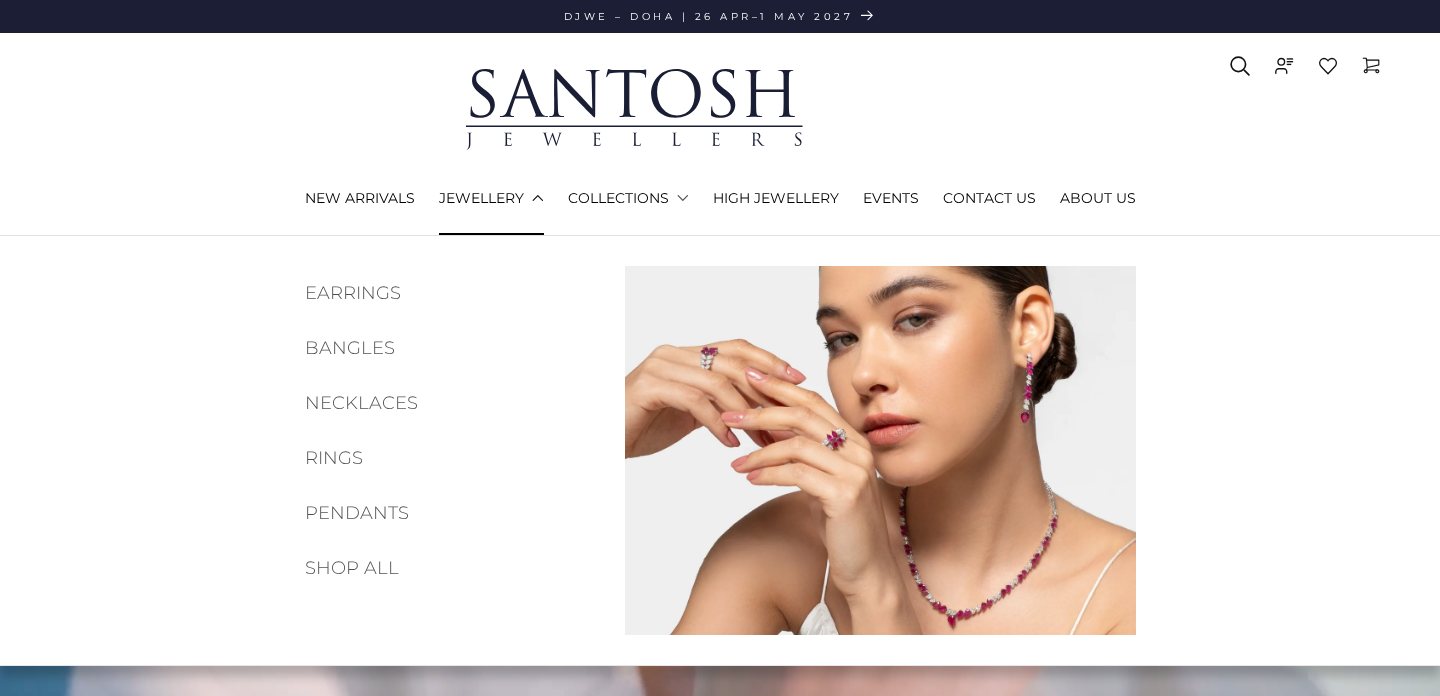 DJWE – DOHA | 26 APR–1 MAY 2027
SANTOSH
JEWELLERS
NEW ARRIVALS JEWELLERY COLLECTIONS HIGH JEWELLERY EVENTS CONTACT US ABOUT US
EARRINGS
BANGLES
NECKLACES
RINGS
PENDANTS
SHOP ALL